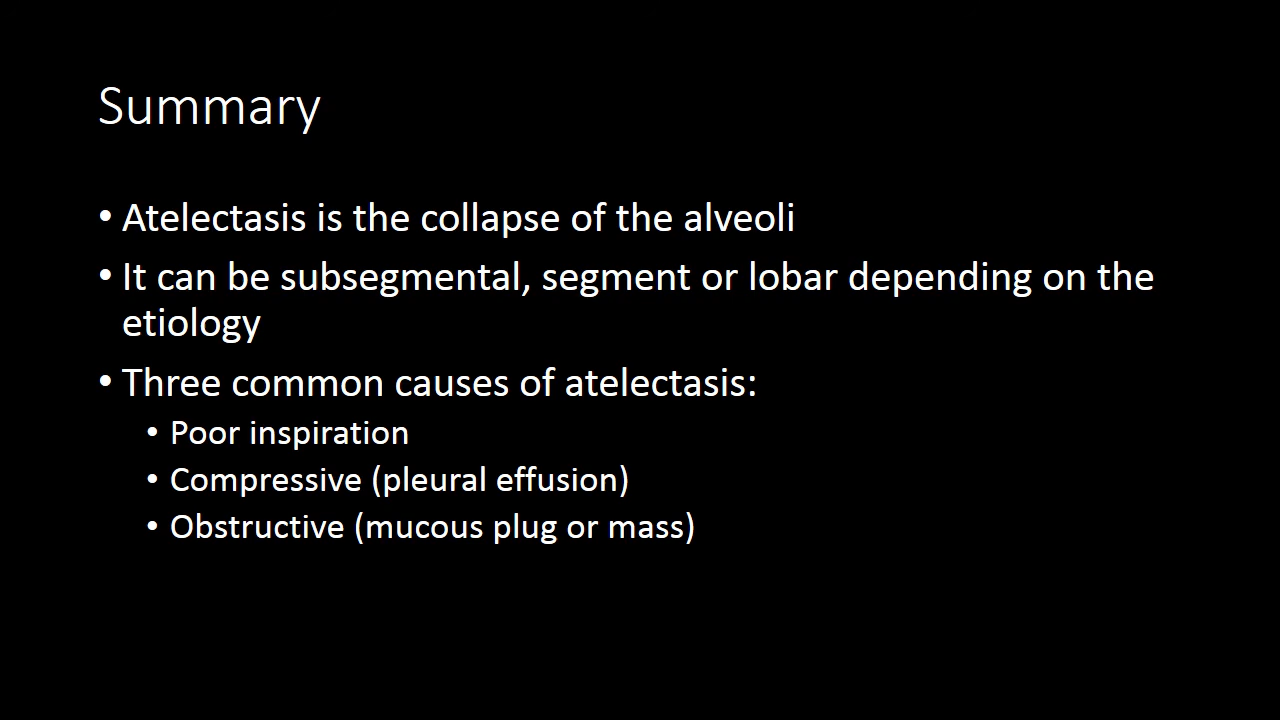 Summary
• Atelectasis is the collapse of the alveoli
• It can be subsegmental, segment or lobar depending on the
etiology
• Three common causes of atelectasis:
• Poor inspiration
• Compressive (pleural effusion)
• Obstructive (mucous plug or mass)